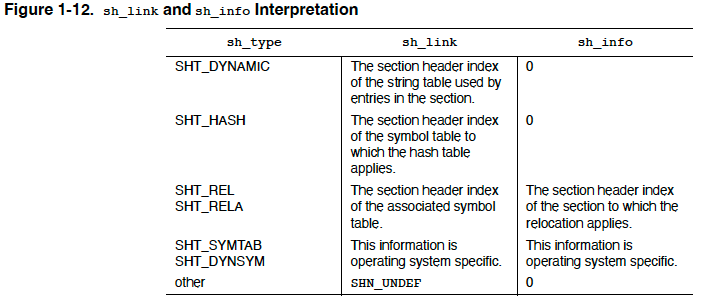 Figure 1-12. sh_link and sh_info Interpretation
sh_type sh_link sh_info
SHT_DYNAMIC The section header index 0
of the string table used by
entries in the section.
SHT_HASH The section header index 0
of the symbol table to
which the hash table
applies.
SHT_REL The section header index The section header index
SHT_RELA of the associated symbol of the section to which the
table. relocation applies.
SHT_SYMTAB This information is This information is
SHT_DYNSYM operating system specific. operating system specific.
other SHN_UNDEF 0